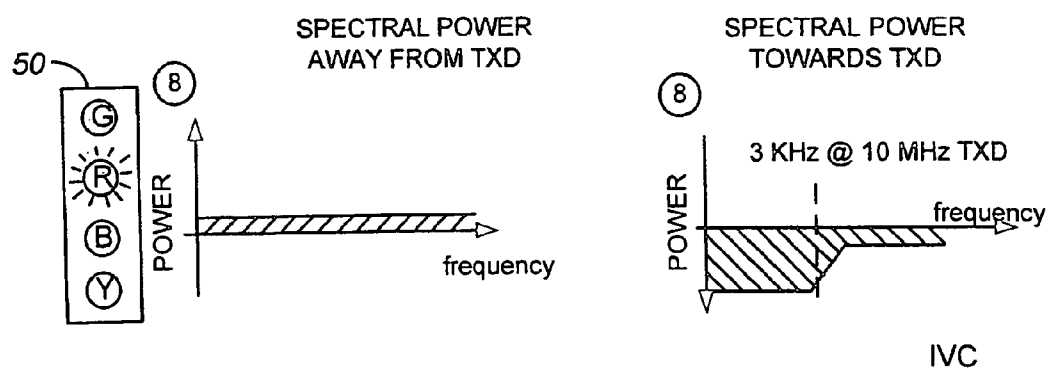 SPECTRAL POWER
AWAY FROM TXD
SPECTRAL POWER
TOWARDS TXD
50
8
8
G
R
B
Y
POWER
frequency
3 KHz @ 10 MHz TXD
POWER
frequency
IVC